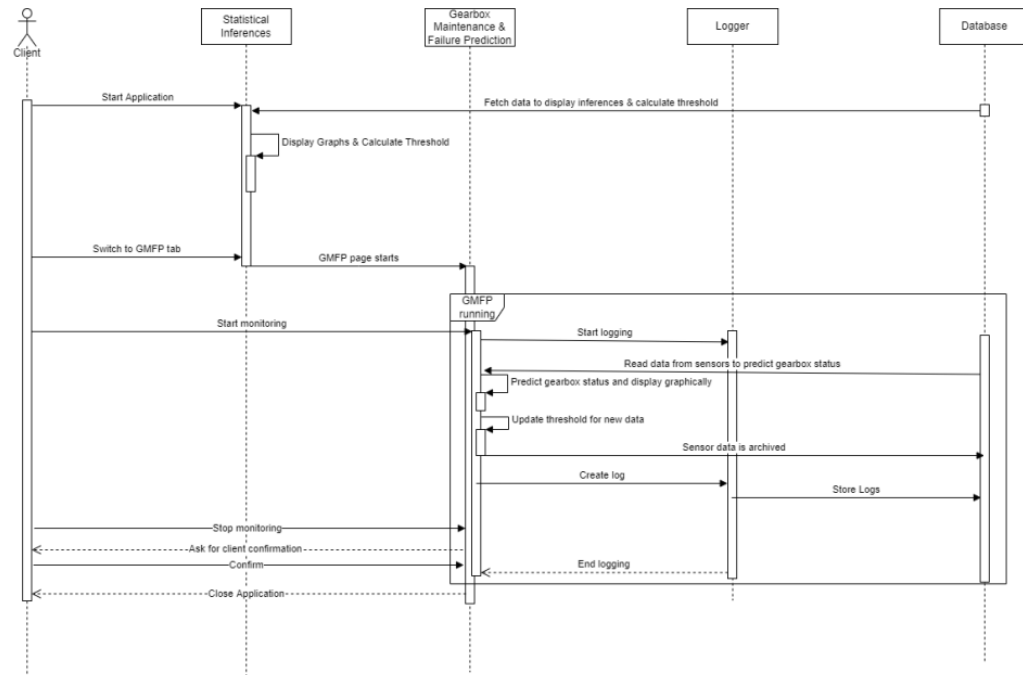 Client
Statistical
Inferences
Gearbox
Maintenance &
Failure Prediction
Logger
Database
Start Application
Fetch data to display inferences & calculate threshold
Display Graphs & Calculate Threshold
Switch to GMFP tab
GMFP page starts
GMFP
running
Start monitoring
Start logging
Read data from sensors to predict gearbox status
Predict gearbox status and display graphically
Update threshold for new data
Sensor data is archived
Create log
Store Logs
Stop monitoring
Ask for client confirmation
Confirm
End logging
Close Application